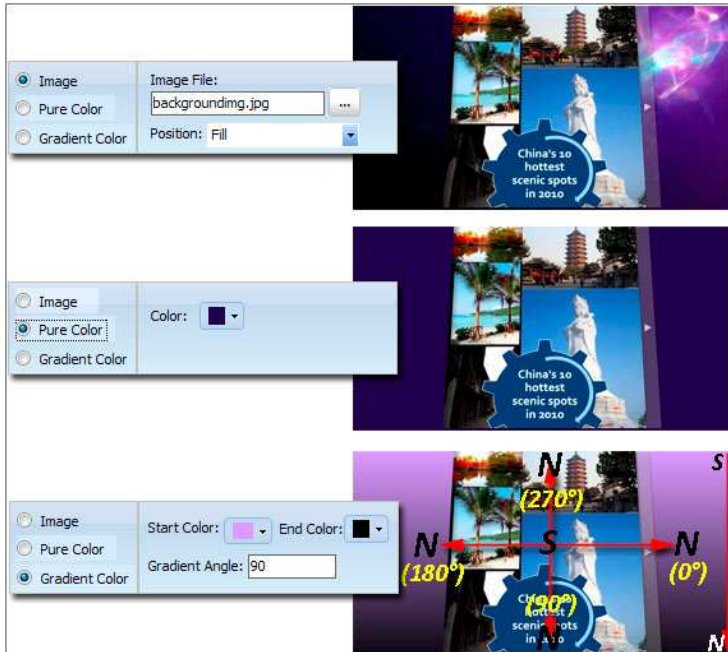 Image
Pure Color
Gradient Color
Image File:
backgroundimg.jpg
...
Position: Fill
China's 10
hottest
scenic spots
in 2010
Image
Pure Color
Gradient Color
Color:
China's 10
hottest
scenic spots
in 2010
Image
Pure Color
Gradient Color
Start Color:
End Color:
Gradient Angle: 90
N
(270°)
N
(180°)
S
N
(0°)
(90°)
N
S
N
hottest